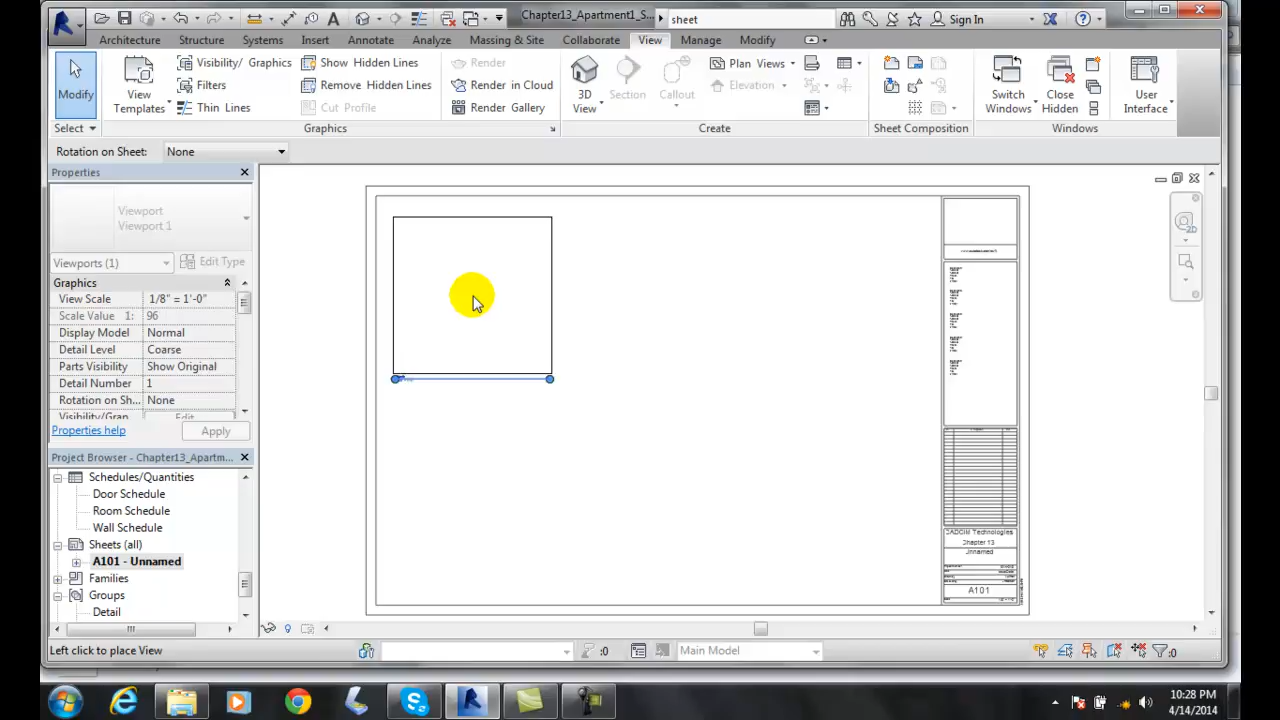 Chapter13_Apartment1_S...
sheet
Sign In
Architecture
Structure
Systems
Insert
Annotate
Analyze
Massing & Site
Collaborate
View
Manage
Modify
Modify
View
Templates
Visibility/ Graphics
Filters
Thin Lines
Show Hidden Lines
Remove Hidden Lines
Cut Profile
Render
Render in Cloud
Render Gallery
3D
View
Section
Callout
Plan Views
Elevation
Switch
Windows
Close
Hidden
User
Interface
Select
Graphics
Create
Sheet Composition
Windows
Rotation on Sheet:
None
Properties
Viewport
Viewport 1
Viewports (1)
Edit Type
Graphics
View Scale
1/8" = 1'-0"
Scale Value 1:
96
Display Model
Normal
Detail Level
Coarse
Parts Visibility
Show Original
Detail Number
1
Rotation on Sh...
None
Visibility/Grap
Edit
Properties help
Apply
Project Browser - Chapter13_Apartm...
Schedules/Quantities
Door Schedule
Room Schedule
Wall Schedule
Sheets (all)
A101 - Unnamed
Families
Groups
Detail
CADCIM Technologies
Chapter 13
Unnamed
A101
Left click to place View
:0
Main Model
:0
10:28 PM
4/14/2014